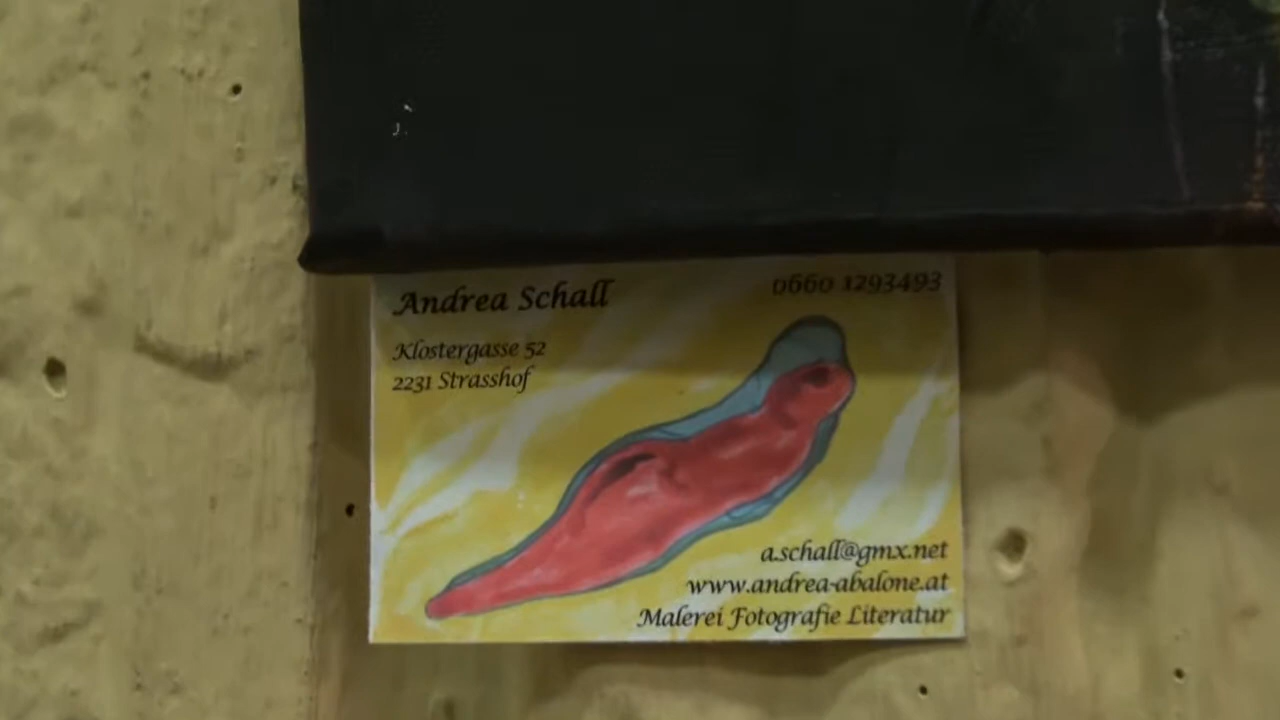 Andrea Schall
0660 1293493
Klostergasse 52
2231 Strasshof
a.schall@gmx.net
www.andrea-abalone.at
Malerei Fotografie Literatur